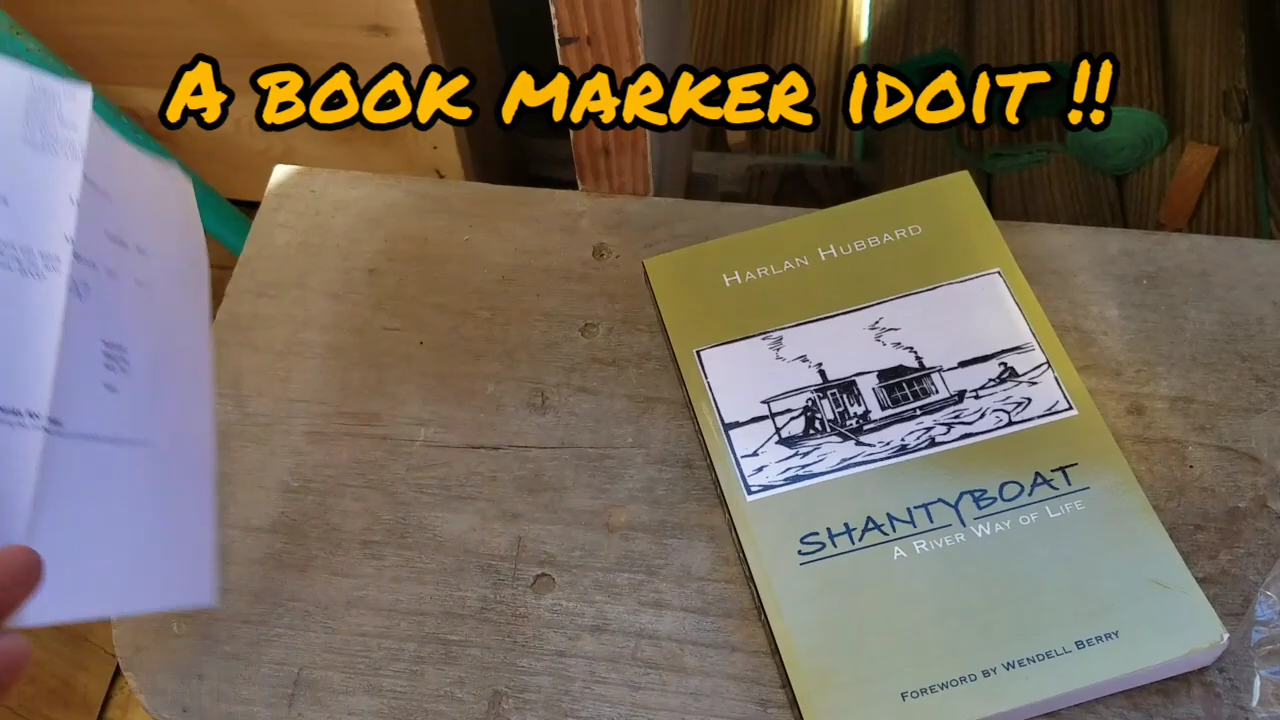 A BOOK MARKER IDOIT !!
HARLAN HUBBARD
SHANTYBOAT
A RIVER WAY OF LIFE
FOREWORD BY WENDELL BERRY